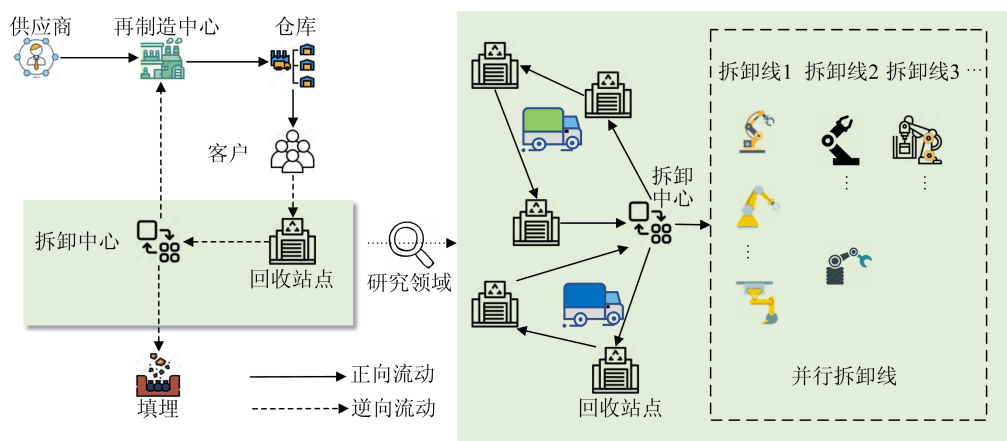 供应商
再制造中心
仓库
客户
拆卸中心
回收站点
填埋
正向流动
逆向流动
研究领域
拆卸
中心
回收站点
拆卸线1
拆卸线2
拆卸线3 ···
⋮
⋮
⋮
并行拆卸线